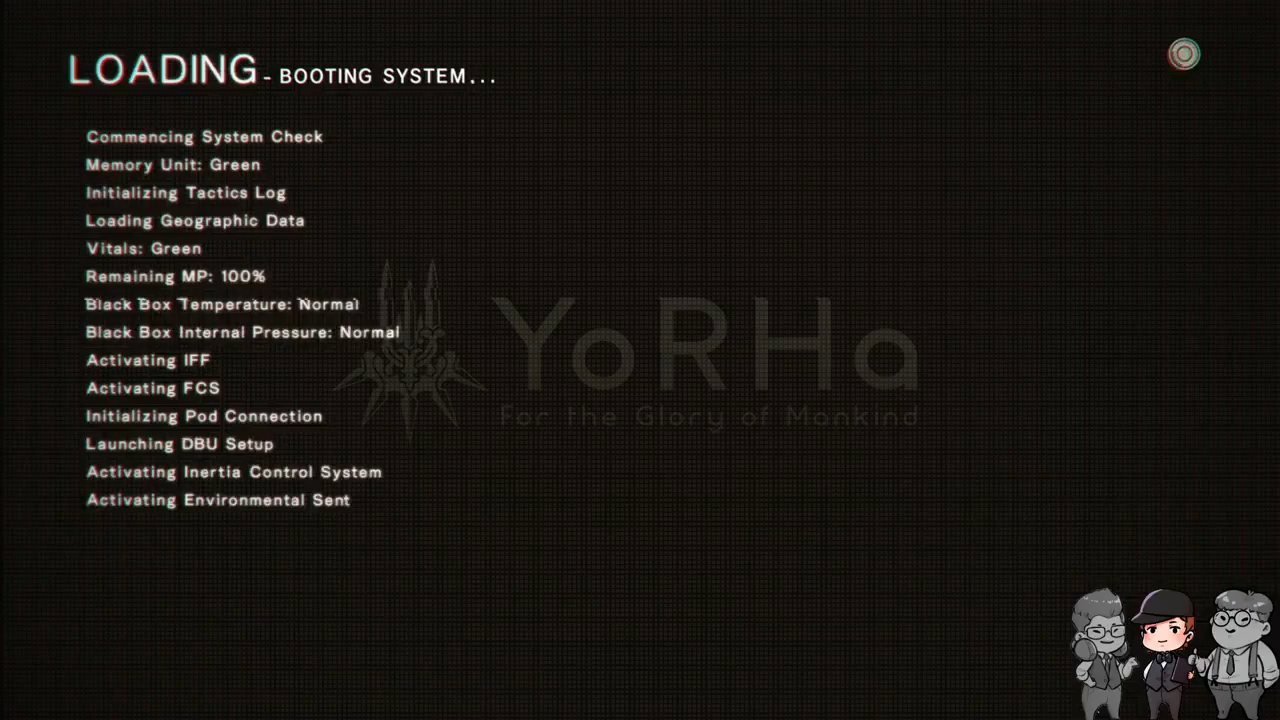 LOADING - BOOTING SYSTEM...
Commencing System Check
Memory Unit: Green
Initializing Tactics Log
Loading Geographic Data
Vitals: Green
Remaining MP: 100%
Black Box Temperature: Normal
Black Box Internal Pressure: Normal
Activating IFF
Activating FCS
Initializing Pod Connection
Launching DBU Setup
Activating Inertia Control System
Activating Environmental Sent
YoRHa
For the Glory of Mankind